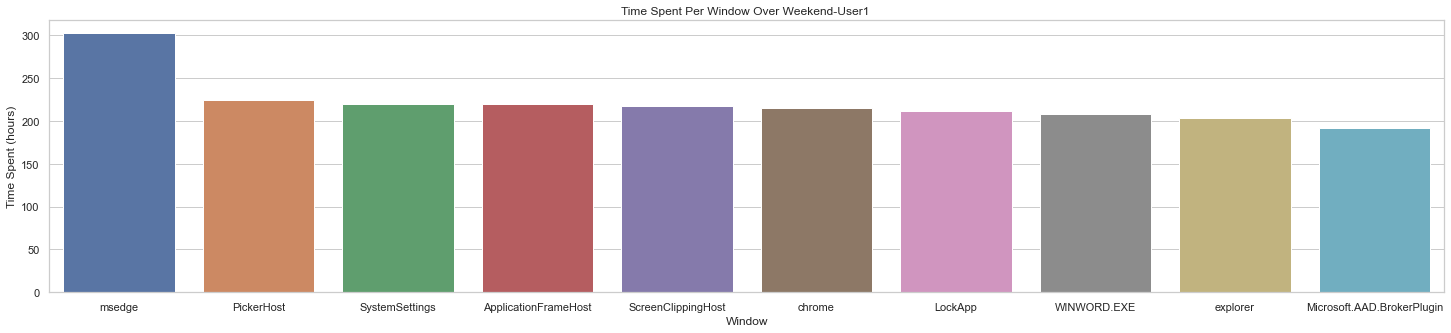 Time Spent Per Window Over Weekend-User1
Time Spent (hours)
300
250
200
150
100
50
0
msedge PickerHost SystemSettings ApplicationFrameHost ScreenClippingHost chrome LockApp WINWORD.EXE explorer Microsoft.AAD.BrokerPlugin
Window